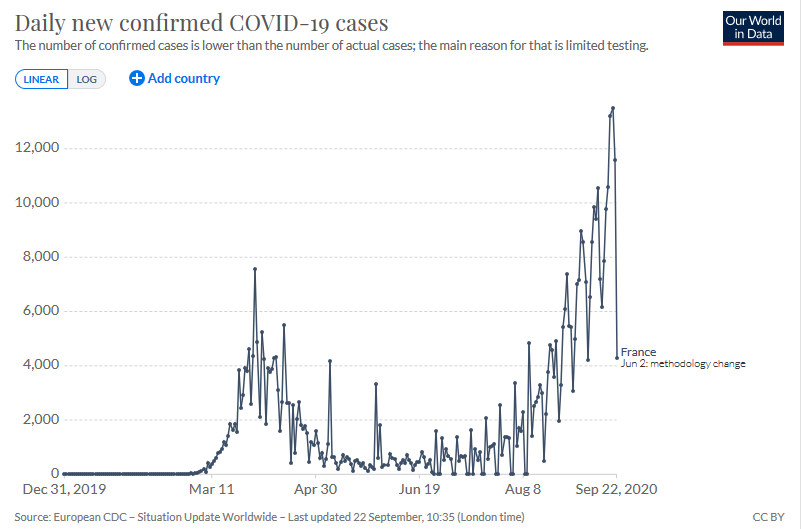 Daily new confirmed COVID-19 cases
Our World
in Data
The number of confirmed cases is lower than the number of actual cases; the main reason for that is limited testing.
LINEAR LOG Add country
12,000
10,000
8,000
6,000
4,000
2,000
0
France
Jun 2: methodology change
Dec 31, 2019 Mar 11 Apr 30 Jun 19 Aug 8 Sep 22, 2020
Source: European CDC – Situation Update Worldwide – Last updated 22 September, 10:35 (London time) CC BY